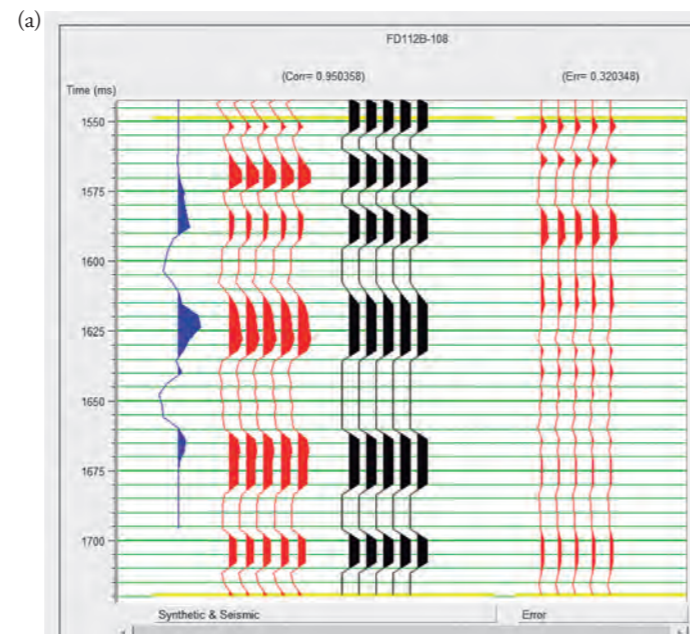 (a)
FD112B-108
(Corr= 0.950358) (Err= 0.320348)
Time (ms)
1550
1575
1600
1625
1650
1675
1700
Synthetic & Seismic Error